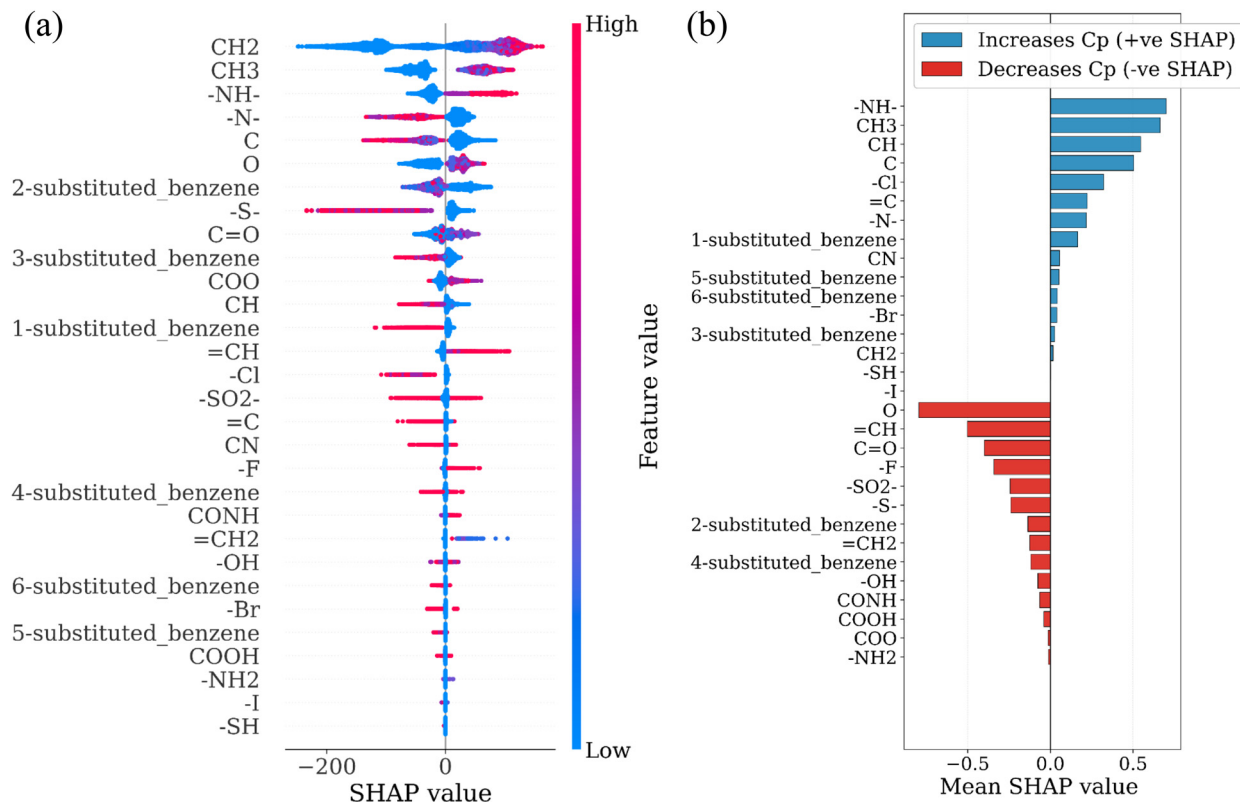 (a)
CH2
CH3
-NH-
-N-
C
O
2-substituted_benzene
-S-
C=O
3-substituted_benzene
COO
CH
1-substituted_benzene
=CH
-Cl
-SO2-
=C
CN
-F
4-substituted_benzene
CONH
=CH2
-OH
6-substituted_benzene
-Br
5-substituted_benzene
COOH
-NH2
-I
-SH
−200
0
SHAP value
High
Low
Feature value
(b)
Increases Cp (+ve SHAP)
Decreases Cp (-ve SHAP)
-NH-
CH3
CH
C
-Cl
=C
-N-
1-substituted_benzene
CN
5-substituted_benzene
6-substituted_benzene
-Br
3-substituted_benzene
CH2
-SH
-I
O
=CH
C=O
-F
-SO2-
-S-
2-substituted_benzene
=CH2
4-substituted_benzene
-OH
CONH
COOH
COO
-NH2
−0.5
0.0
0.5
Mean SHAP value